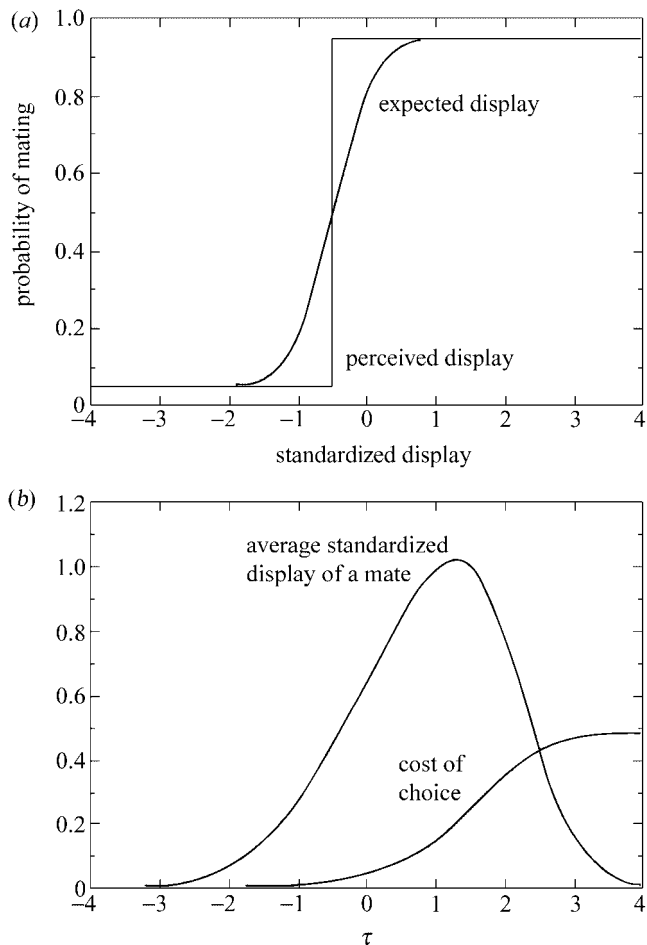 (a)
1.0
0.8
0.6
0.4
0.2
0
probability of mating
expected display
perceived display
–4 –3 –2 –1 0 1 2 3 4
standardized display
(b)
1.2
1.0
0.8
0.6
0.4
0.2
0
average standardized
display of a mate
cost of
choice
–4 –3 –2 –1 0 1 2 3 4
τ